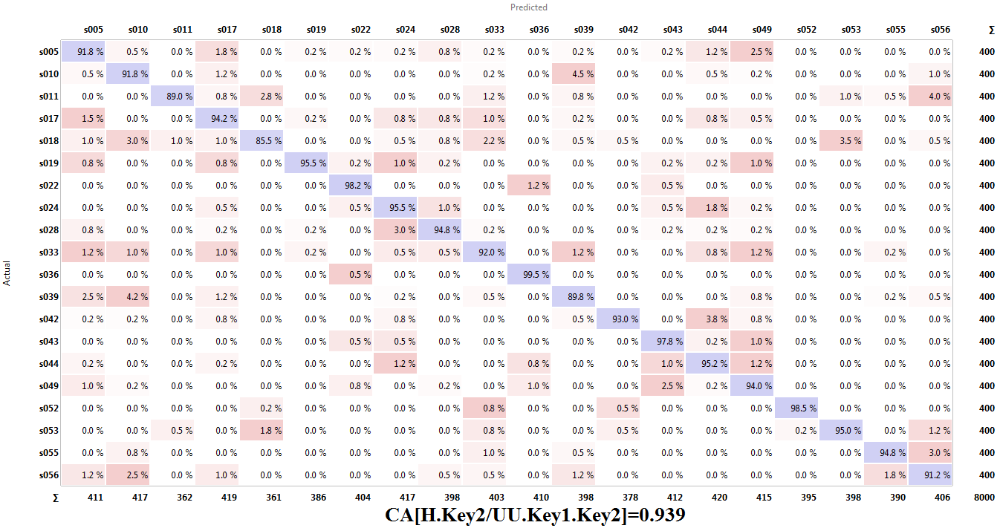 Predicted
s005 s010 s011 s017 s018 s019 s022 s024 s028 s033 s036 s039 s042 s043 s044 s049 s052 s053 s055 s056 Σ
s005 91.8 % 0.5 % 0.0 % 1.8 % 0.0 % 0.2 % 0.2 % 0.2 % 0.8 % 0.2 % 0.0 % 0.2 % 0.0 % 0.2 % 1.2 % 2.5 % 0.0 % 0.0 % 0.0 % 0.0 % 400
s010 0.5 % 91.8 % 0.0 % 1.2 % 0.0 % 0.0 % 0.0 % 0.0 % 0.0 % 0.2 % 0.0 % 4.5 % 0.0 % 0.0 % 0.5 % 0.2 % 0.0 % 0.0 % 0.0 % 1.0 % 400
s011 0.0 % 0.0 % 89.0 % 0.8 % 2.8 % 0.0 % 0.0 % 0.0 % 0.0 % 1.2 % 0.0 % 0.8 % 0.0 % 0.0 % 0.0 % 0.0 % 0.0 % 1.0 % 0.5 % 4.0 % 400
s017 1.5 % 0.0 % 0.0 % 94.2 % 0.0 % 0.2 % 0.0 % 0.8 % 0.8 % 1.0 % 0.0 % 0.2 % 0.0 % 0.0 % 0.8 % 0.5 % 0.0 % 0.0 % 0.0 % 0.0 % 400
s018 1.0 % 3.0 % 1.0 % 1.0 % 85.5 % 0.0 % 0.0 % 0.5 % 0.8 % 2.2 % 0.0 % 0.5 % 0.5 % 0.0 % 0.0 % 0.0 % 0.0 % 3.5 % 0.0 % 0.5 % 400
s019 0.8 % 0.0 % 0.0 % 0.8 % 0.0 % 95.5 % 0.2 % 1.0 % 0.2 % 0.0 % 0.0 % 0.0 % 0.0 % 0.2 % 0.2 % 1.0 % 0.0 % 0.0 % 0.0 % 0.0 % 400
s022 0.0 % 0.0 % 0.0 % 0.0 % 0.0 % 0.0 % 98.2 % 0.0 % 0.0 % 0.0 % 1.2 % 0.0 % 0.0 % 0.5 % 0.0 % 0.0 % 0.0 % 0.0 % 0.0 % 0.0 % 400
s024 0.0 % 0.0 % 0.0 % 0.5 % 0.0 % 0.0 % 0.5 % 95.5 % 1.0 % 0.0 % 0.0 % 0.0 % 0.0 % 0.5 % 1.8 % 0.2 % 0.0 % 0.0 % 0.0 % 0.0 % 400
s028 0.8 % 0.0 % 0.0 % 0.2 % 0.0 % 0.2 % 0.0 % 3.0 % 94.8 % 0.2 % 0.0 % 0.0 % 0.0 % 0.2 % 0.2 % 0.2 % 0.0 % 0.0 % 0.0 % 0.0 % 400
s033 1.2 % 1.0 % 0.0 % 1.0 % 0.0 % 0.2 % 0.0 % 0.5 % 0.5 % 92.0 % 0.0 % 1.2 % 0.0 % 0.0 % 0.8 % 1.2 % 0.0 % 0.0 % 0.2 % 0.0 % 400
s036 0.0 % 0.0 % 0.0 % 0.0 % 0.0 % 0.0 % 0.5 % 0.0 % 0.0 % 0.0 % 99.5 % 0.0 % 0.0 % 0.0 % 0.0 % 0.0 % 0.0 % 0.0 % 0.0 % 0.0 % 400
Actual
s039 2.5 % 4.2 % 0.0 % 1.2 % 0.0 % 0.0 % 0.0 % 0.2 % 0.0 % 0.5 % 0.0 % 89.8 % 0.0 % 0.0 % 0.0 % 0.8 % 0.0 % 0.0 % 0.2 % 0.5 % 400
s042 0.2 % 0.2 % 0.0 % 0.8 % 0.0 % 0.0 % 0.0 % 0.8 % 0.0 % 0.0 % 0.0 % 0.5 % 93.0 % 0.0 % 3.8 % 0.8 % 0.0 % 0.0 % 0.0 % 0.0 % 400
s043 0.0 % 0.0 % 0.0 % 0.0 % 0.0 % 0.0 % 0.5 % 0.5 % 0.0 % 0.0 % 0.0 % 0.0 % 0.0 % 97.8 % 0.2 % 1.0 % 0.0 % 0.0 % 0.0 % 0.0 % 400
s044 0.2 % 0.0 % 0.0 % 0.2 % 0.0 % 0.0 % 0.0 % 1.2 % 0.0 % 0.0 % 0.8 % 0.0 % 0.0 % 1.0 % 95.2 % 1.2 % 0.0 % 0.0 % 0.0 % 0.0 % 400
s049 1.0 % 0.2 % 0.0 % 0.0 % 0.0 % 0.0 % 0.8 % 0.0 % 0.2 % 0.0 % 1.0 % 0.0 % 0.0 % 2.5 % 0.2 % 94.0 % 0.0 % 0.0 % 0.0 % 0.0 % 400
s052 0.0 % 0.0 % 0.0 % 0.0 % 0.2 % 0.0 % 0.0 % 0.0 % 0.0 % 0.8 % 0.0 % 0.0 % 0.5 % 0.0 % 0.0 % 0.0 % 98.5 % 0.0 % 0.0 % 0.0 % 400
s053 0.0 % 0.0 % 0.5 % 0.0 % 1.8 % 0.0 % 0.0 % 0.0 % 0.0 % 0.8 % 0.0 % 0.0 % 0.5 % 0.0 % 0.0 % 0.0 % 0.2 % 95.0 % 0.0 % 1.2 % 400
s055 0.0 % 0.8 % 0.0 % 0.0 % 0.0 % 0.0 % 0.0 % 0.0 % 0.0 % 1.0 % 0.0 % 0.5 % 0.0 % 0.0 % 0.0 % 0.0 % 0.0 % 0.0 % 94.8 % 3.0 % 400
s056 1.2 % 2.5 % 0.0 % 1.0 % 0.0 % 0.0 % 0.0 % 0.0 % 0.5 % 0.5 % 0.0 % 1.2 % 0.0 % 0.0 % 0.0 % 0.0 % 0.0 % 0.0 % 1.8 % 91.2 % 400
Σ 411 417 362 419 361 386 404 417 398 403 410 398 378 412 420 415 395 398 390 406 8000
CA[H.Key2/UU.Key1.Key2]=0.939